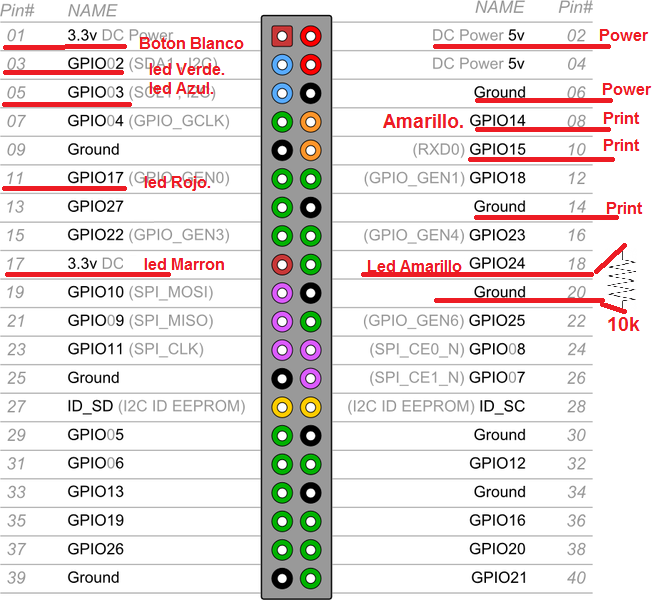 Pin# NAME NAME Pin#
01 3.3v DC Power DC Power 5v 02 Power
Boton Blanco
03 GPIO02 (SDA1 , I2C) DC Power 5v 04
led Verde.
05 GPIO03 (SCL1 , I2C) Ground 06 Power
led Azul.
07 GPIO04 (GPIO_GCLK) Amarillo. GPIO14 08 Print
09 Ground (RXD0) GPIO15 10 Print
11 GPIO17 (GPIO_GEN0) (GPIO_GEN1) GPIO18 12
led Rojo.
13 GPIO27 Ground 14 Print
15 GPIO22 (GPIO_GEN3) (GPIO_GEN4) GPIO23 16
17 3.3v DC led Marron Led Amarillo GPIO24 18
19 GPIO10 (SPI_MOSI) Ground 20
10k
21 GPIO09 (SPI_MISO) (GPIO_GEN6) GPIO25 22
23 GPIO11 (SPI_CLK) (SPI_CE0_N) GPIO08 24
25 Ground (SPI_CE1_N) GPIO07 26
27 ID_SD (I2C ID EEPROM) (I2C ID EEPROM) ID_SC 28
29 GPIO05 Ground 30
31 GPIO06 GPIO12 32
33 GPIO13 Ground 34
35 GPIO19 GPIO16 36
37 GPIO26 GPIO20 38
39 Ground GPIO21 40